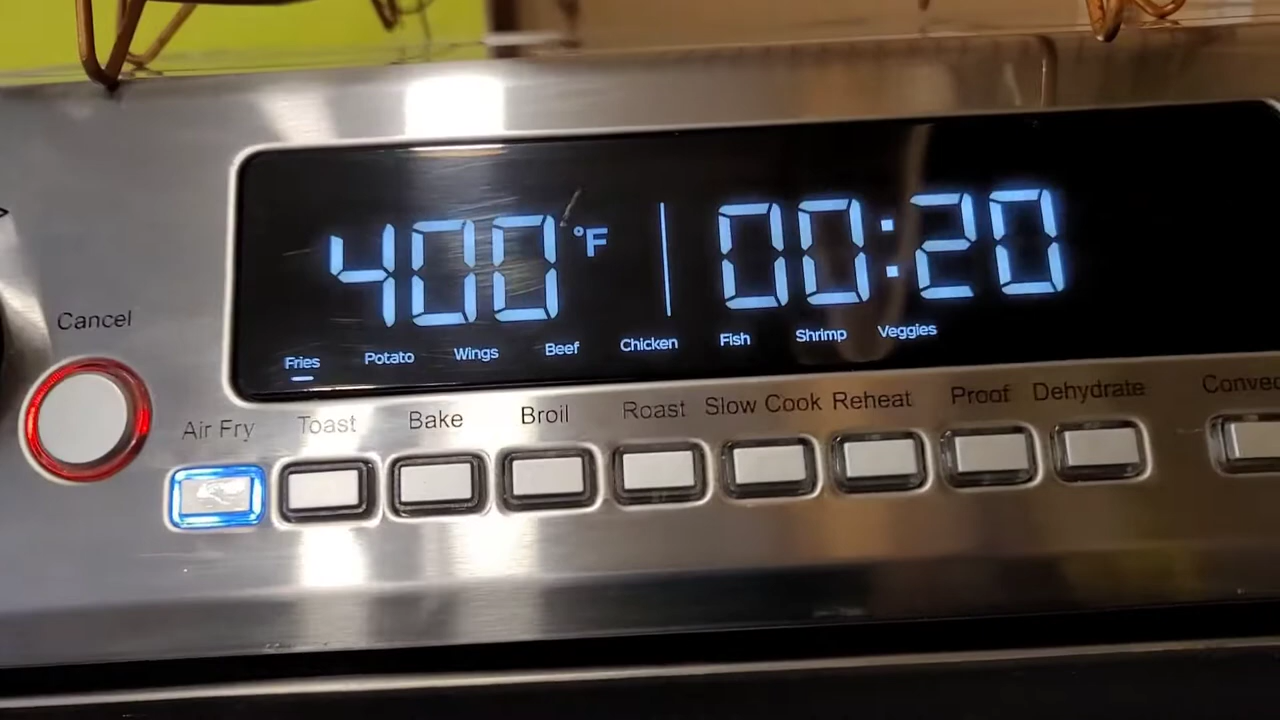 400 °F | 00:20
Fries Potato Wings Beef Chicken Fish Shrimp Veggies
Cancel
Air Fry Toast Bake Broil Roast Slow Cook Reheat Proof Dehydrate